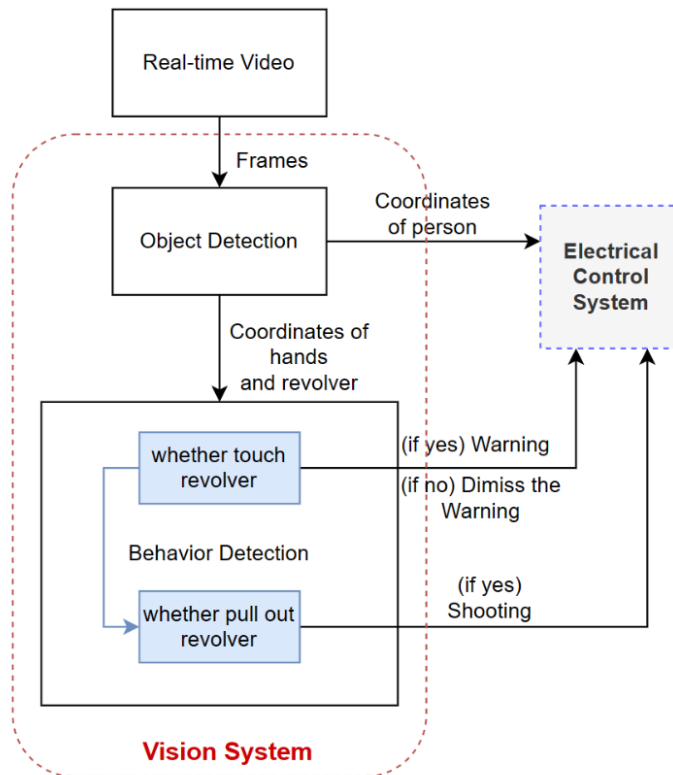 Real-time Video
Frames
Object Detection
Coordinates
of person
Electrical
Control
System
Coordinates of
hands
and revolver
whether touch
revolver
(if yes) Warning
(if no) Dimiss the
Warning
Behavior Detection
whether pull out
revolver
(if yes)
Shooting
Vision System